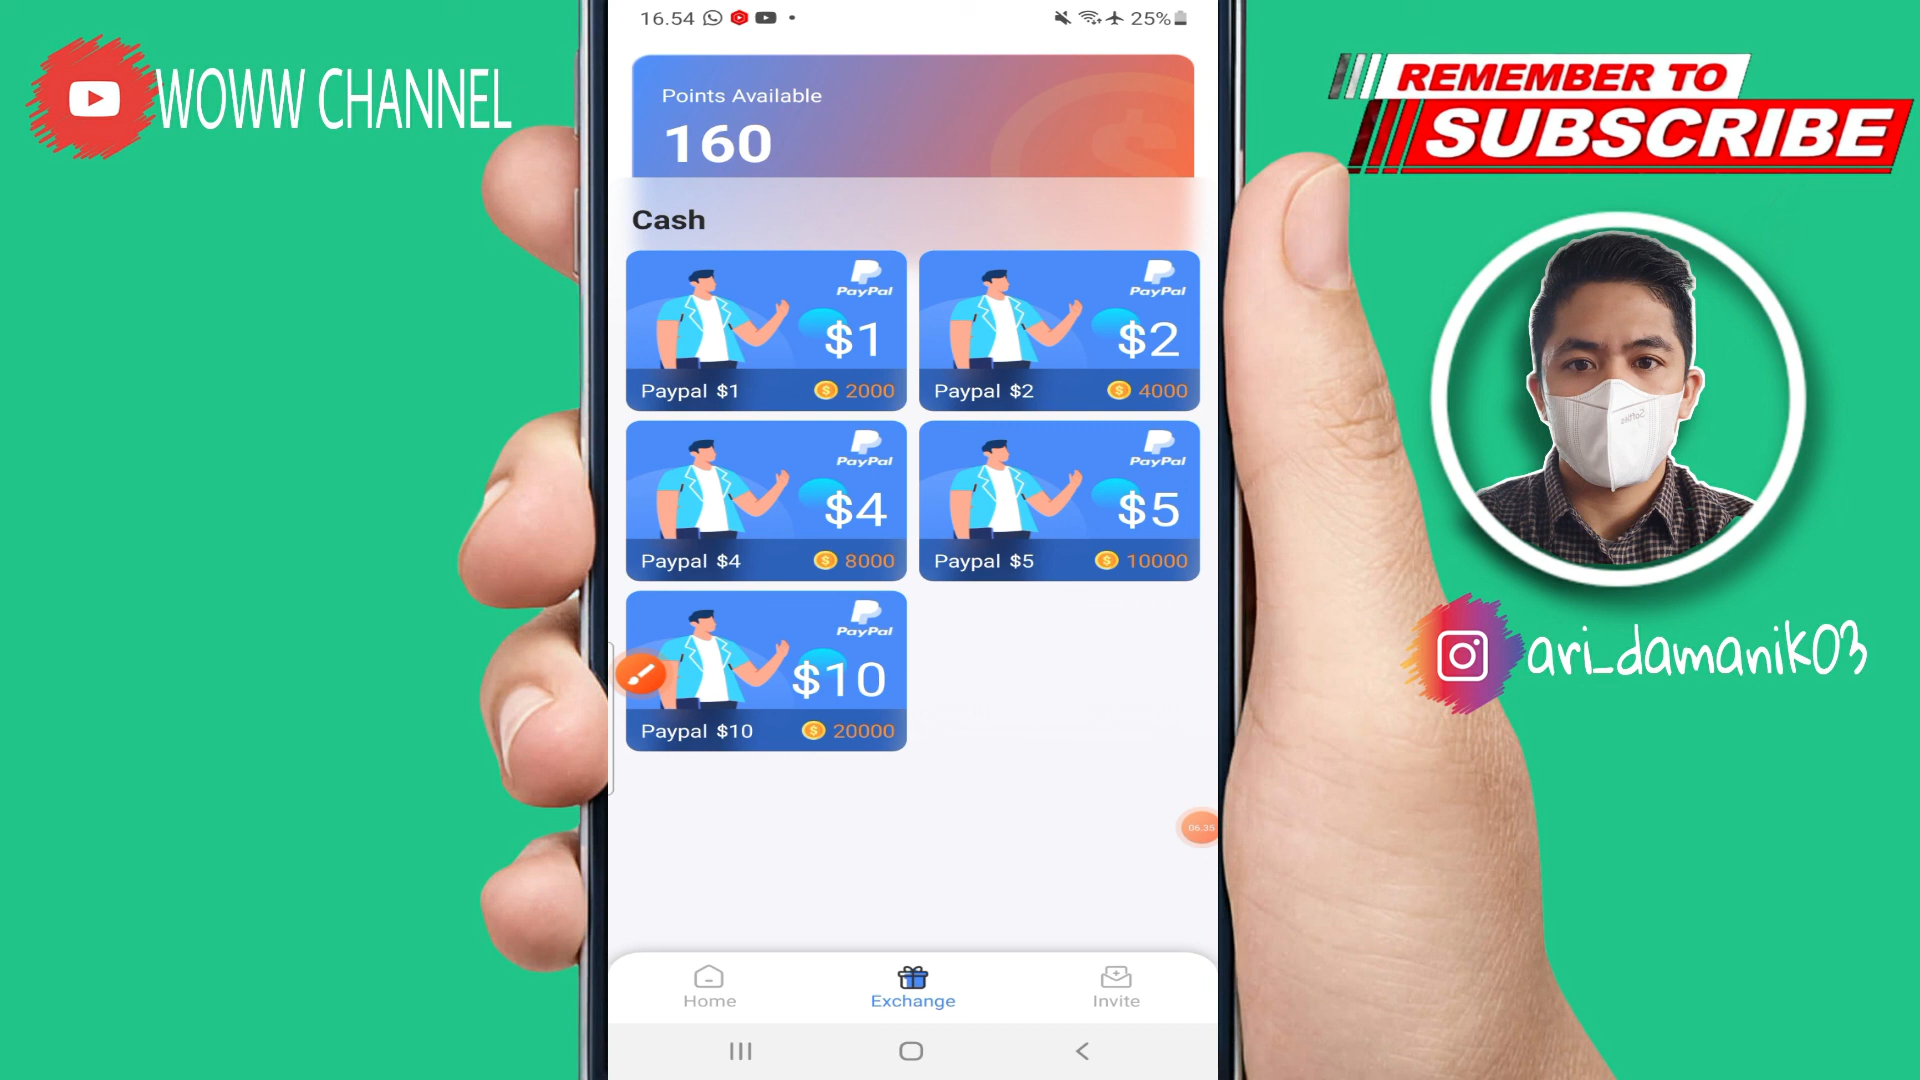 WOWW CHANNEL
16.54
25%
Points Available
160
Cash
PayPal
$1
Paypal $1
2000
PayPal
$2
Paypal $2
4000
PayPal
$4
Paypal $4
8000
PayPal
$5
Paypal $5
10000
PayPal
$10
Paypal $10
20000
06.35
Home
Exchange
Invite
REMEMBER TO
SUBSCRIBE
ari_damanik03